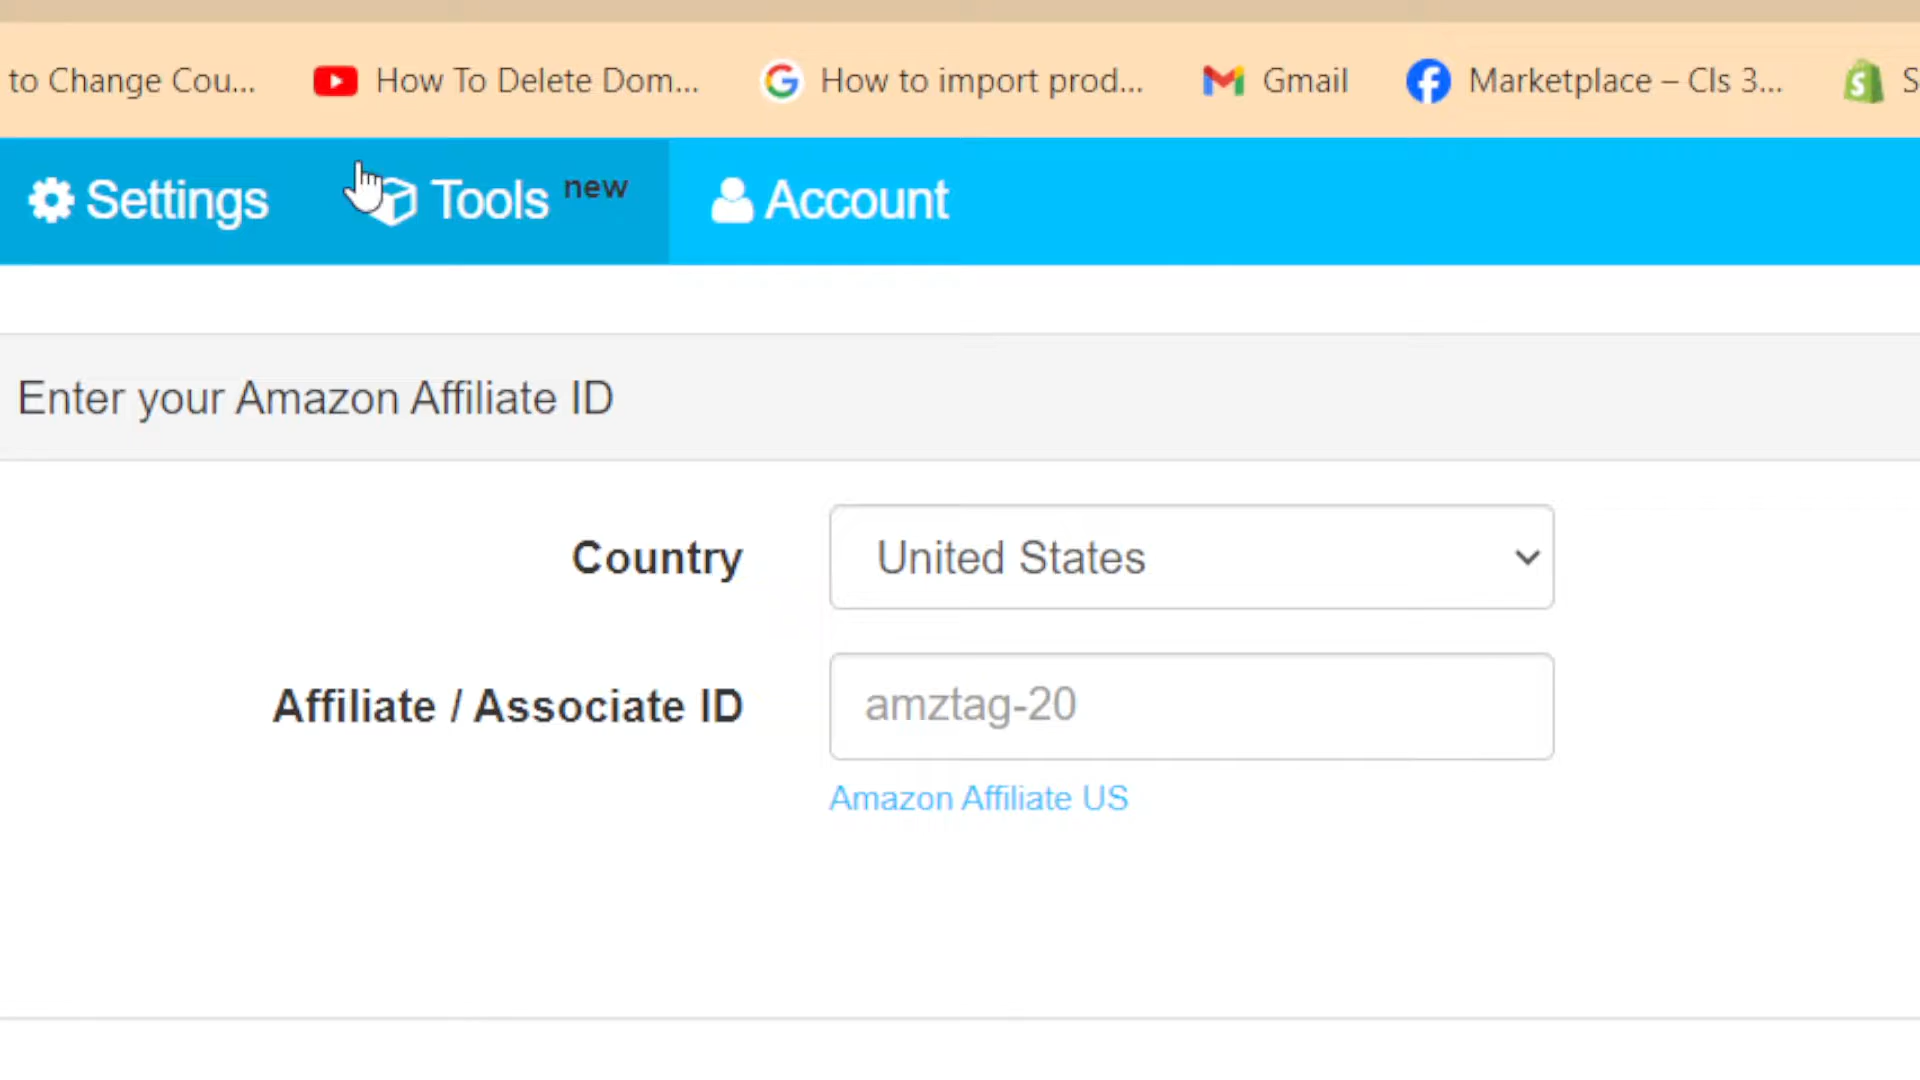 to Change Cou... How To Delete Dom... How to import prod... Gmail Marketplace – Cls 3... S
Settings Tools new Account
Enter your Amazon Affiliate ID
Country United States
Affiliate / Associate ID amztag-20
Amazon Affiliate US